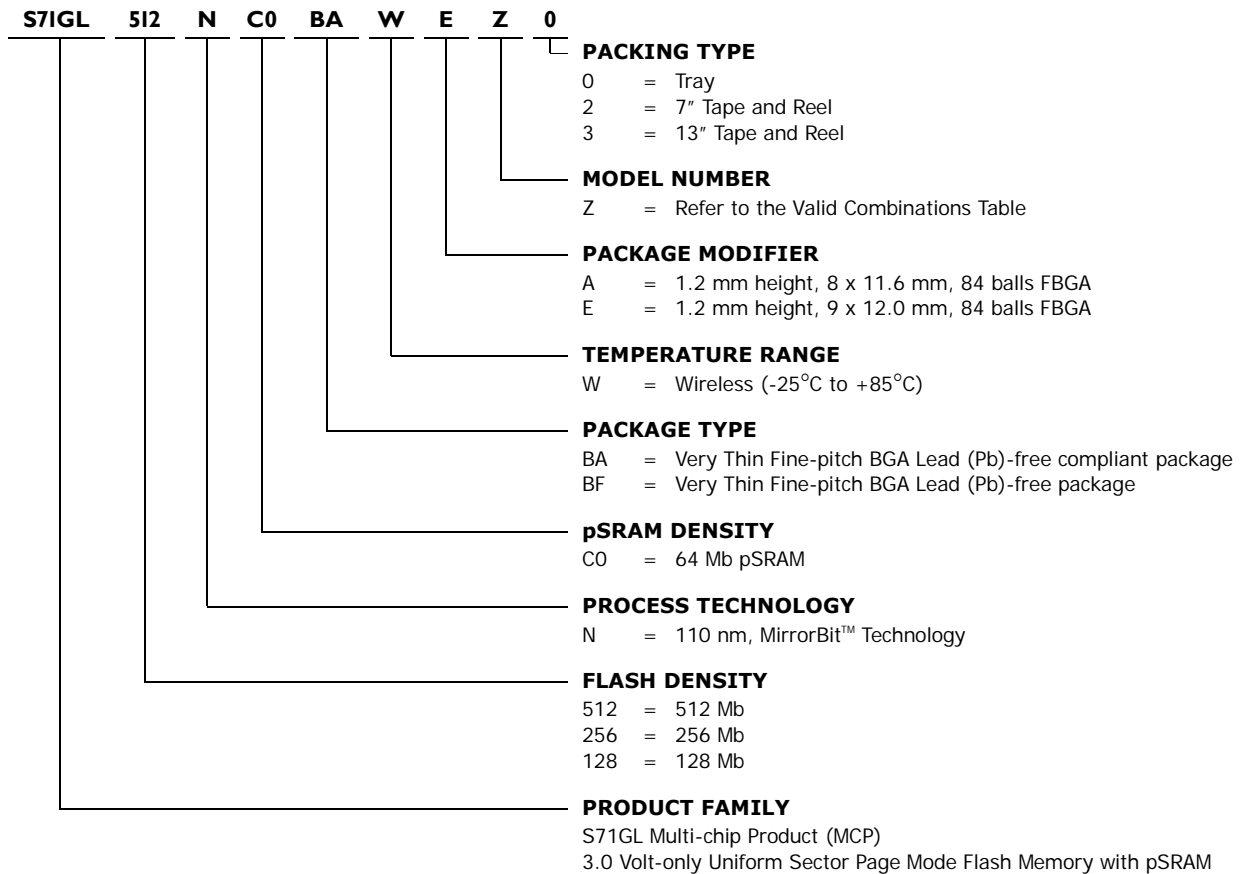 S71GL 512 N C0 BA W E Z 0
PACKING TYPE
0 = Tray
2 = 7″ Tape and Reel
3 = 13″ Tape and Reel
MODEL NUMBER
Z = Refer to the Valid Combinations Table
PACKAGE MODIFIER
A = 1.2 mm height, 8 x 11.6 mm, 84 balls FBGA
E = 1.2 mm height, 9 x 12.0 mm, 84 balls FBGA
TEMPERATURE RANGE
W = Wireless (-25°C to +85°C)
PACKAGE TYPE
BA = Very Thin Fine-pitch BGA Lead (Pb)-free compliant package
BF = Very Thin Fine-pitch BGA Lead (Pb)-free package
pSRAM DENSITY
C0 = 64 Mb pSRAM
PROCESS TECHNOLOGY
N = 110 nm, MirrorBit™ Technology
FLASH DENSITY
512 = 512 Mb
256 = 256 Mb
128 = 128 Mb
PRODUCT FAMILY
S71GL Multi-chip Product (MCP)
3.0 Volt-only Uniform Sector Page Mode Flash Memory with pSRAM